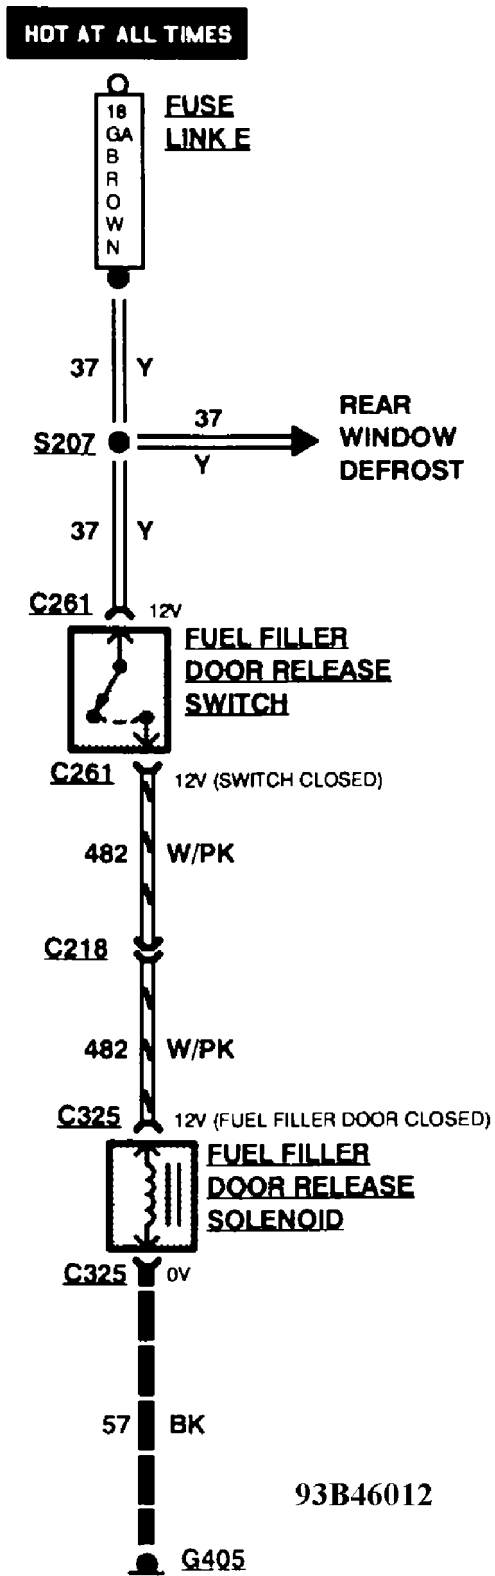 HOT AT ALL TIMES
FUSE
LINK E
18
GA
B
R
O
W
N
37 Y
37
S207
Y
REAR
WINDOW
DEFROST
37 Y
C261 12V
FUEL FILLER
DOOR RELEASE
SWITCH
C261 12V (SWITCH CLOSED)
482 W/PK
C218
482 W/PK
C325 12V (FUEL FILLER DOOR CLOSED)
FUEL FILLER
DOOR RELEASE
SOLENOID
C325 0V
57 BK
93B46012
G405